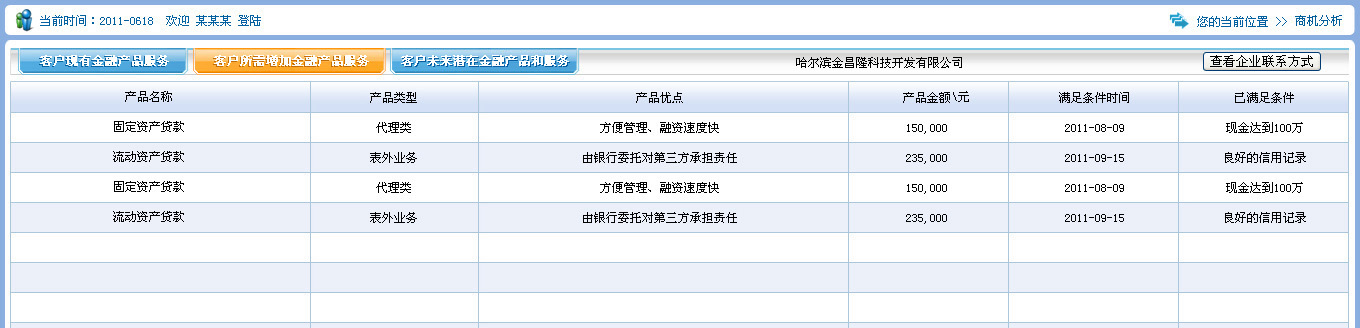 当前时间：2011-0618 欢迎 某某某 登陆 您的当前位置 >> 商机分析
客户现有金融产品服务 客户所需增加金融产品服务 客户未来潜在金融产品和服务 哈尔滨金昌隆科技开发有限公司 查看企业联系方式
产品名称 产品类型 产品优点 产品金额\元 满足条件时间 已满足条件
固定资产贷款 代理类 方便管理、融资速度快 150,000 2011-08-09 现金达到100万
流动资产贷款 表外业务 由银行委托对第三方承担责任 235,000 2011-09-15 良好的信用记录
固定资产贷款 代理类 方便管理、融资速度快 150,000 2011-08-09 现金达到100万
流动资产贷款 表外业务 由银行委托对第三方承担责任 235,000 2011-09-15 良好的信用记录